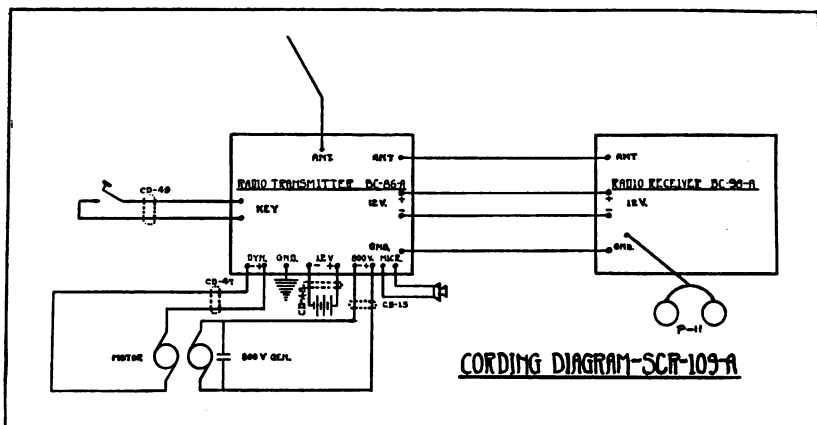 ANT.
ANT
ANT
RADIO TRANSMITTER BC-86-A
RADIO RECEIVER BC-98-A
CD-48
+
+
KEY
12V.
12V.
-
-
GND.
GND.
DYN.
GND.
12V
800V.
MICR.
- +
- +
- +
CD-47
CD-15
P-11
MOTOR
800 V GEN.
CORDING DIAGRAM-SCR-109-A